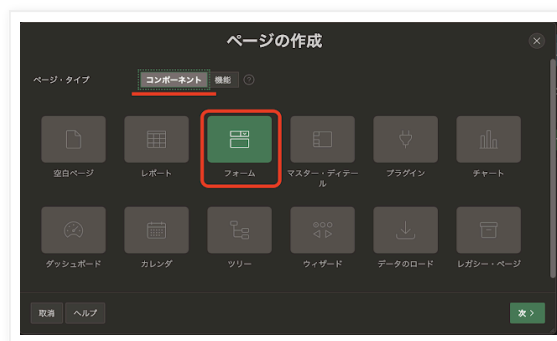 ページの作成
ページ・タイプ
コンポーネント 機能
空白ページ レポート フォーム マスター・ディテー プラグイン チャート
ル
ダッシュボード カレンダ ツリー ウィザード データのロード レガシー・ページ
取消 ヘルプ 次